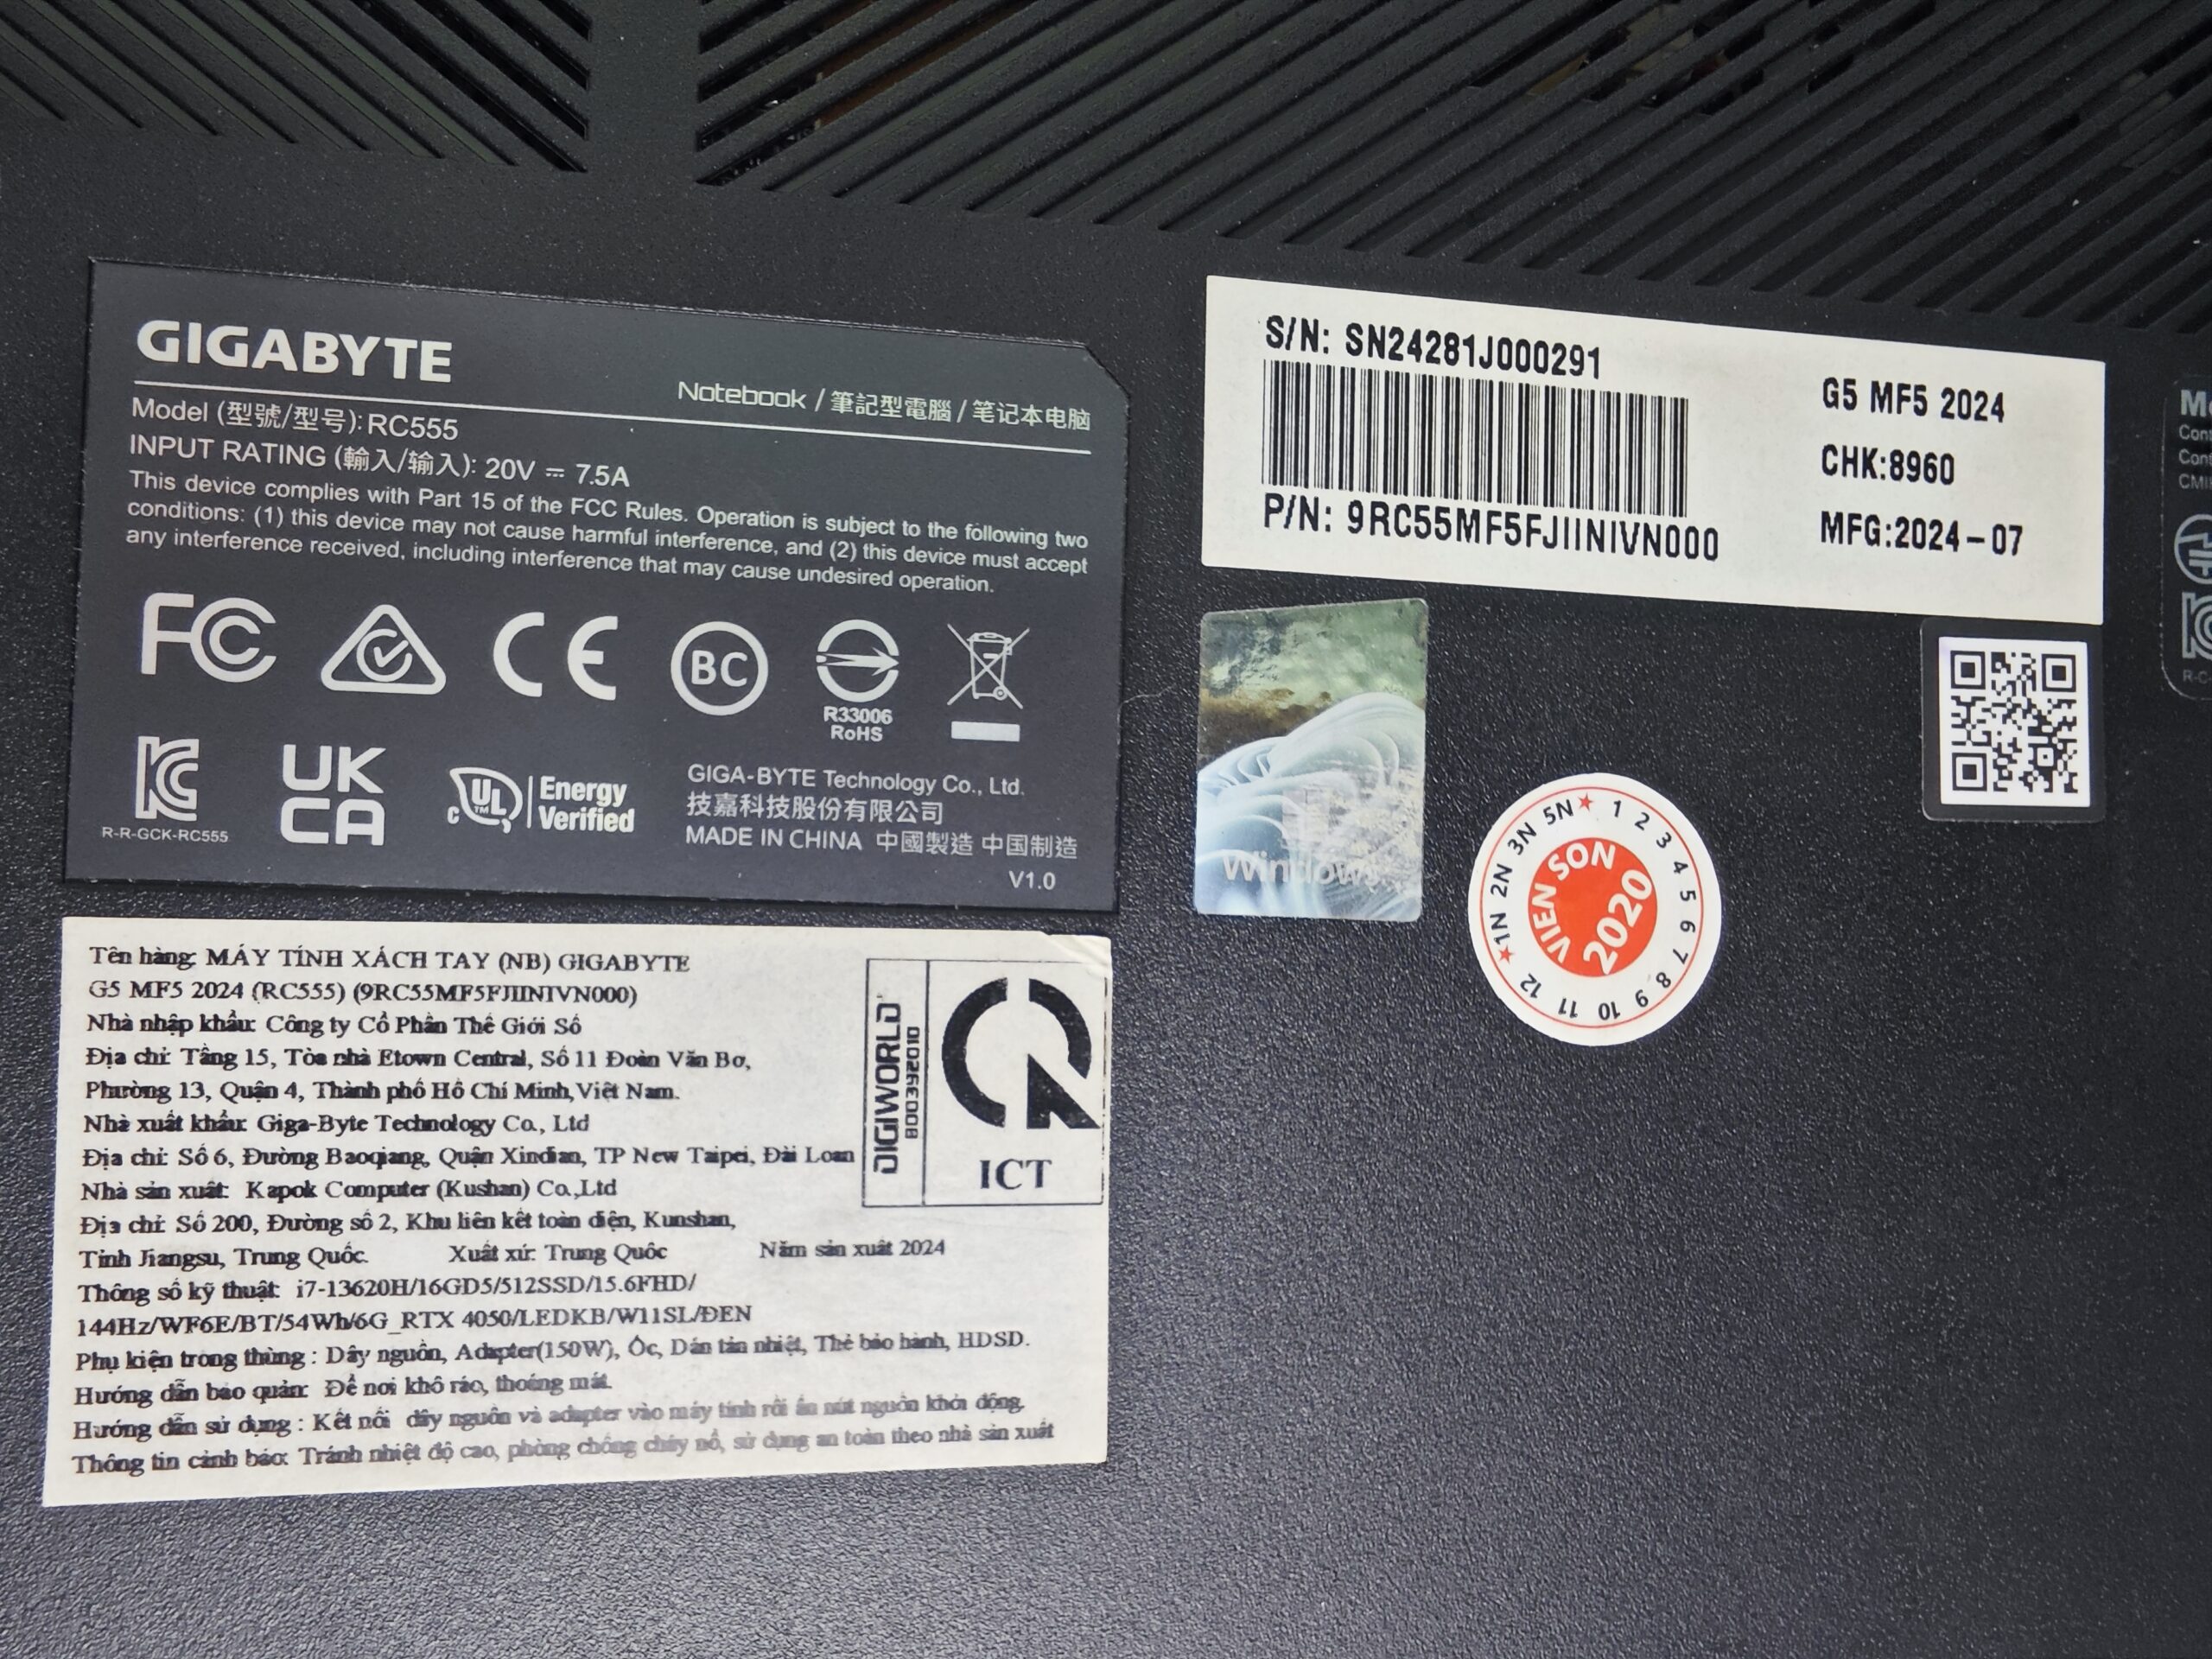 GIGABYTE
Notebook / 筆記型電腦 / 笔记本电脑
Model (型號/型号): RC555
INPUT RATING (輸入/输入): 20V ⎓ 7.5A
This device complies with Part 15 of the FCC Rules. Operation is subject to the following two
conditions: (1) this device may not cause harmful interference, and (2) this device must accept
any interference received, including interference that may cause undesired operation.
FC CE
BC
R33006
RoHS
R-R-GCK-RC555
UK
CA
c UL ™
Energy
Verified
GIGA-BYTE Technology Co., Ltd.
技嘉科技股份有限公司
MADE IN CHINA 中國製造 中国制造
V1.0
S/N: SN24281J000291
P/N: 9RC55MF5FJIINIVN000
G5 MF5 2024
CHK:8960
MFG:2024-07
Windows
1N 2N 3N 5N ★ 1 2 3 4 5 6 7 8 9 10 11 12 ★
VIEN SON
2020
Tên hàng: MÁY TÍNH XÁCH TAY (NB) GIGABYTE
G5 MF5 2024 (RC555) (9RC55MF5FJIINIVN000)
Nhà nhập khẩu: Công ty Cổ Phần Thế Giới Số
Địa chỉ: Tầng 15, Tòa nhà Etown Central, Số 11 Đoàn Văn Bơ,
Phường 13, Quận 4, Thành phố Hồ Chí Minh, Việt Nam.
Nhà xuất khẩu: Giga-Byte Technology Co., Ltd
Địa chỉ: Số 6, Đường Baoqiang, Quận Xindian, TP New Taipei, Đài Loan
Nhà sản xuất: Kapok Computer (Kushan) Co.,Ltd
Địa chỉ: Số 200, Đường số 2, Khu liên kết toàn diện, Kunshan,
Tỉnh Jiangsu, Trung Quốc. Xuất xứ: Trung Quốc Năm sản xuất 2024
Thông số kỹ thuật: i7-13620H/16GD5/512SSD/15.6FHD/
144Hz/WF6E/BT/54Wh/6G_RTX 4050/LEDKB/W11SL/ĐEN
Phụ kiện trong thùng : Dây nguồn, Adapter(150W), Ốc, Dán tản nhiệt, Thẻ bảo hành, HDSD.
Hướng dẫn bảo quản: Để nơi khô ráo, thoáng mát.
Hướng dẫn sử dụng : Kết nối dây nguồn và adapter vào máy tính rồi ấn nút nguồn khởi động.
Thông tin cảnh báo: Tránh nhiệt độ cao, phòng chống cháy nổ, sử dụng an toàn theo nhà sản xuất
DIGIWORLD
B00392010
ICT